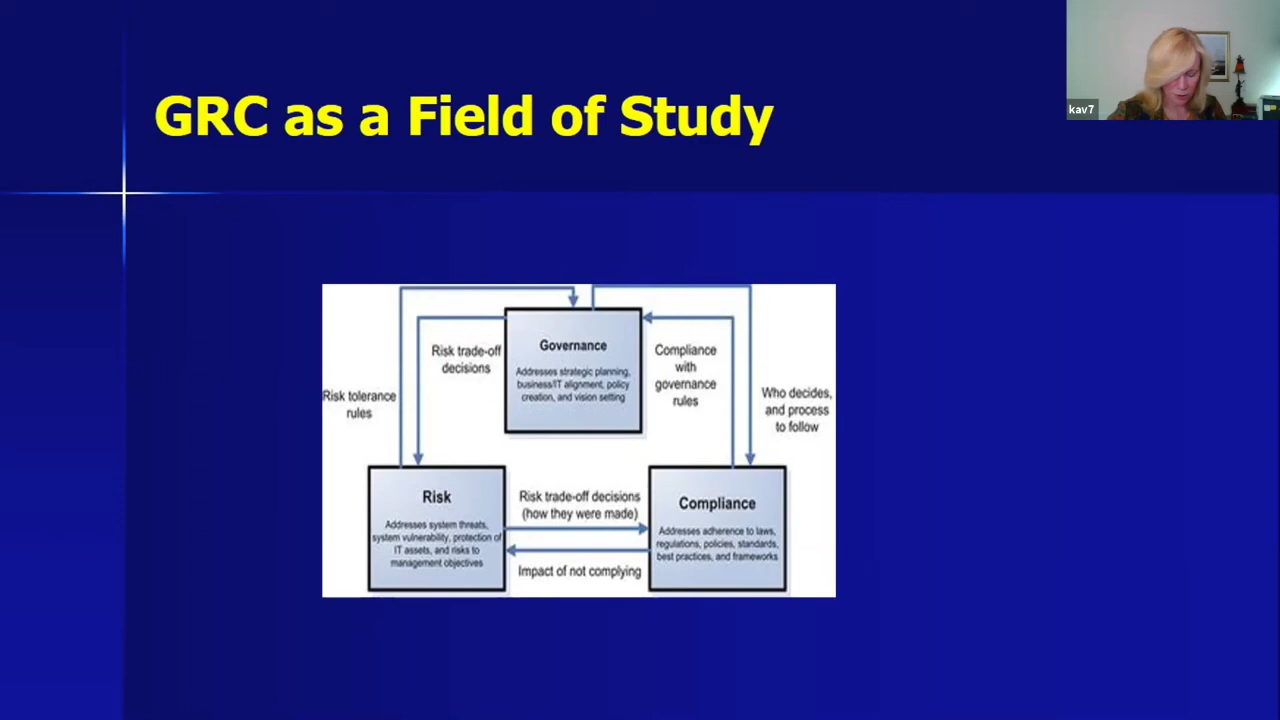 GRC as a Field of Study
kav7
Governance
Addresses strategic planning,
business/IT alignment, policy
creation, and vision setting
Risk trade-off
decisions
Compliance
with
governance
rules
Risk tolerance
rules
Who decides,
and process
to follow
Risk
Addresses system threats,
system vulnerability, protection of
IT assets, and risks to
management objectives
Risk trade-off decisions
(how they were made)
Impact of not complying
Compliance
Addresses adherence to laws,
regulations, policies, standards,
best practices, and frameworks